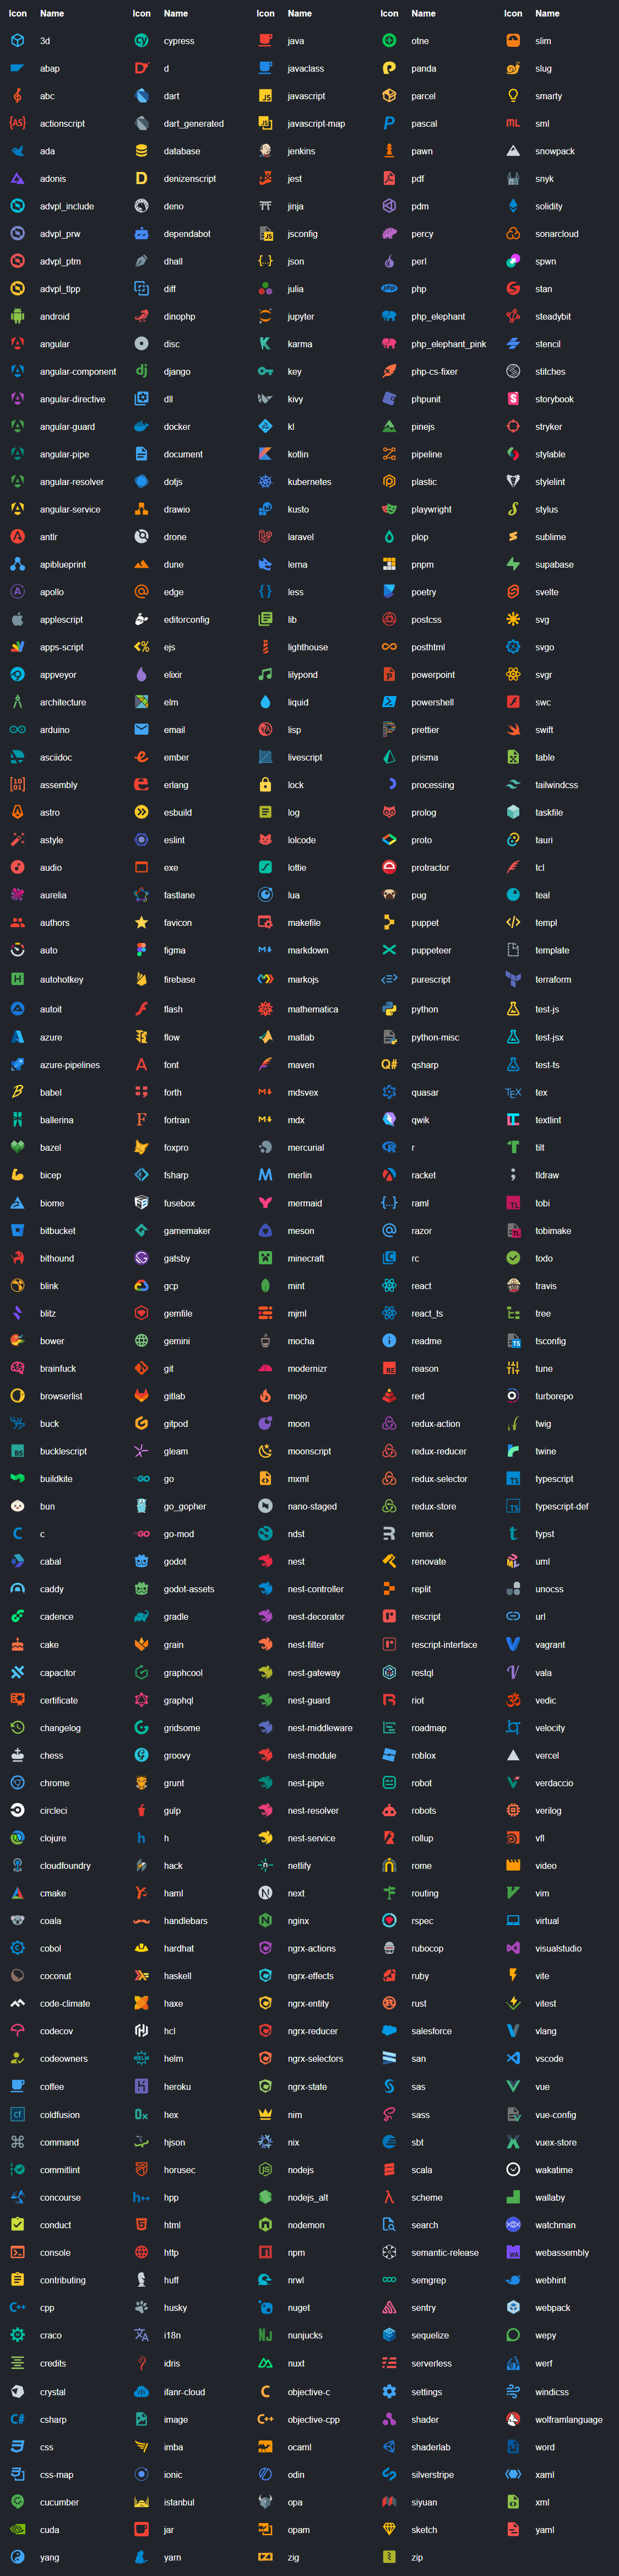 Icon Name Icon Name Icon Name Icon Name Icon Name
3d cypress java otne slim
abap d javaclass panda slug
abc dart javascript parcel smarty
actionscript dart_generated javascript-map pascal sml
ada database jenkins pawn snowpack
adonis denizenscript jest pdf snyk
advpl_include deno jinja pdm solidity
advpl_prw dependabot jsconfig percy sonarcloud
advpl_ptm dhall json perl spwn
advpl_tlpp diff julia php stan
android dinophp jupyter php_elephant steadybit
angular disc karma php_elephant_pink stencil
angular-component django key php-cs-fixer stitches
angular-directive dll kivy phpunit storybook
angular-guard docker kl pinejs stryker
angular-pipe document kotlin pipeline stylable
angular-resolver dotjs kubernetes plastic stylelint
angular-service drawio kusto playwright stylus
antlr drone laravel plop sublime
apiblueprint dune lerna pnpm supabase
apollo edge less poetry svelte
applescript editorconfig lib postcss svg
apps-script ejs lighthouse posthtml svgo
appveyor elixir lilypond powerpoint svgr
architecture elm liquid powershell swc
arduino email lisp prettier swift
asciidoc ember livescript prisma table
assembly erlang lock processing tailwindcss
astro esbuild log prolog taskfile
astyle eslint lolcode proto tauri
audio exe lottie protractor tcl
aurelia fastlane lua pug teal
authors favicon makefile puppet templ
auto figma markdown puppeteer template
autohotkey firebase markojs purescript terraform
autoit flash mathematica python test-js
azure flow matlab python-misc test-jsx
azure-pipelines font maven qsharp test-ts
babel forth mdsvex quasar tex
ballerina fortran mdx qwik textlint
bazel foxpro mercurial r tilt
bicep fsharp merlin racket tldraw
biome fusebox mermaid raml tobi
bitbucket gamemaker meson razor tobimake
bithound gatsby minecraft rc todo
blink gcp mint react travis
blitz gemfile mjml react_ts tree
bower gemini mocha readme tsconfig
brainfuck git modernizr reason tune
browserlist gitlab mojo red turborepo
buck gitpod moon redux-action twig
bucklescript gleam moonscript redux-reducer twine
buildkite go mxml redux-selector typescript
bun go_gopher nano-staged redux-store typescript-def
c go-mod ndst remix typst
cabal godot nest renovate uml
caddy godot-assets nest-controller replit unocss
cadence gradle nest-decorator rescript url
cake grain nest-filter rescript-interface vagrant
capacitor graphcool nest-gateway restql vala
certificate graphql nest-guard riot vedic
changelog gridsome nest-middleware roadmap velocity
chess groovy nest-module roblox vercel
chrome grunt nest-pipe robot verdaccio
circleci gulp nest-resolver robots verilog
clojure h nest-service rollup vfl
cloudfoundry hack netlify rome video
cmake haml next routing vim
coala handlebars nginx rspec virtual
cobol hardhat ngrx-actions rubocop visualstudio
coconut haskell ngrx-effects ruby vite
code-climate haxe ngrx-entity rust vitest
codecov hcl ngrx-reducer salesforce vlang
codeowners helm ngrx-selectors san vscode
coffee heroku ngrx-state sas vue
coldfusion hex nim sass vue-config
command hjson nix sbt vuex-store
commitlint horusec nodejs scala wakatime
concourse hpp nodejs_alt scheme wallaby
conduct html nodemon search watchman
console http npm semantic-release webassembly
contributing huff nrwl semgrep webhint
cpp husky nuget sentry webpack
craco i18n nunjucks sequelize wepy
credits idris nuxt serverless werf
crystal ifanr-cloud objective-c settings windicss
csharp image objective-cpp shader wolframlanguage
css imba ocaml shaderlab word
css-map ionic odin silverstripe xaml
cucumber istanbul opa siyuan xml
cuda jar opam sketch yaml
yang yarn zig zip